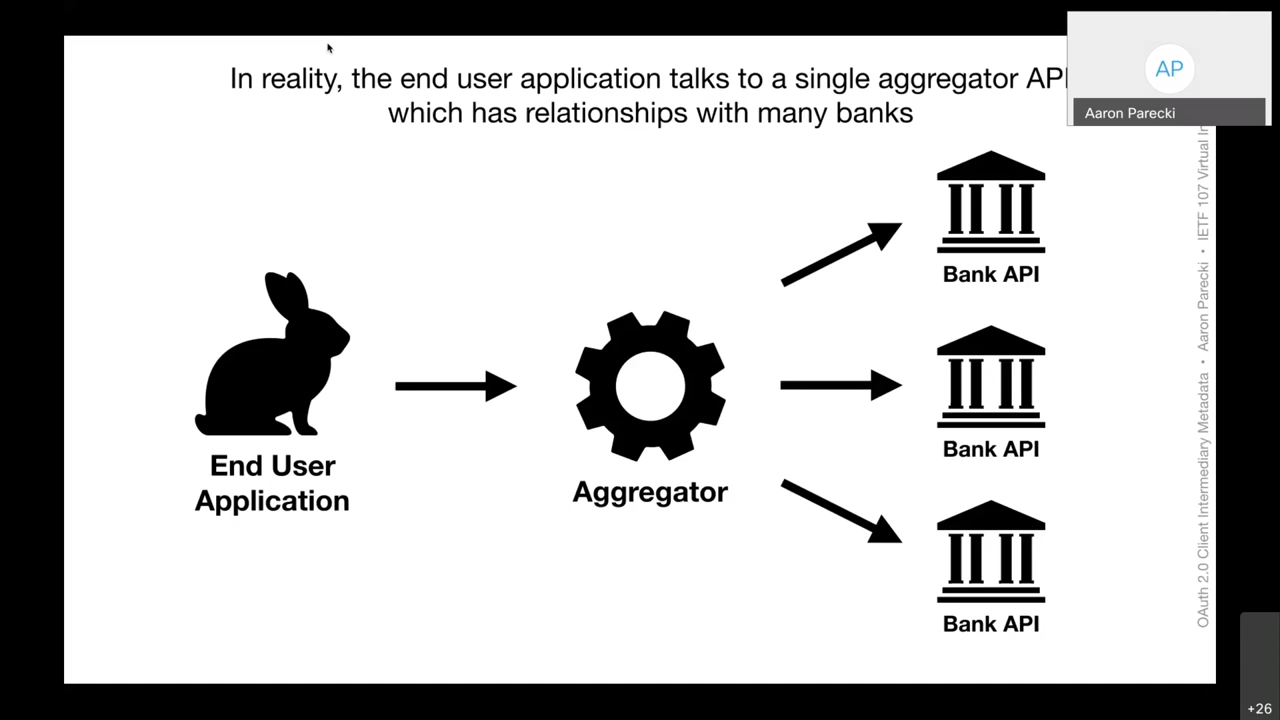 In reality, the end user application talks to a single aggregator API
which has relationships with many banks
AP
Aaron Parecki
Bank API
Bank API
Bank API
End User
Application
Aggregator
OAuth 2.0 Client Intermediary Metadata • Aaron Parecki • IETF 107 Virtual
+26